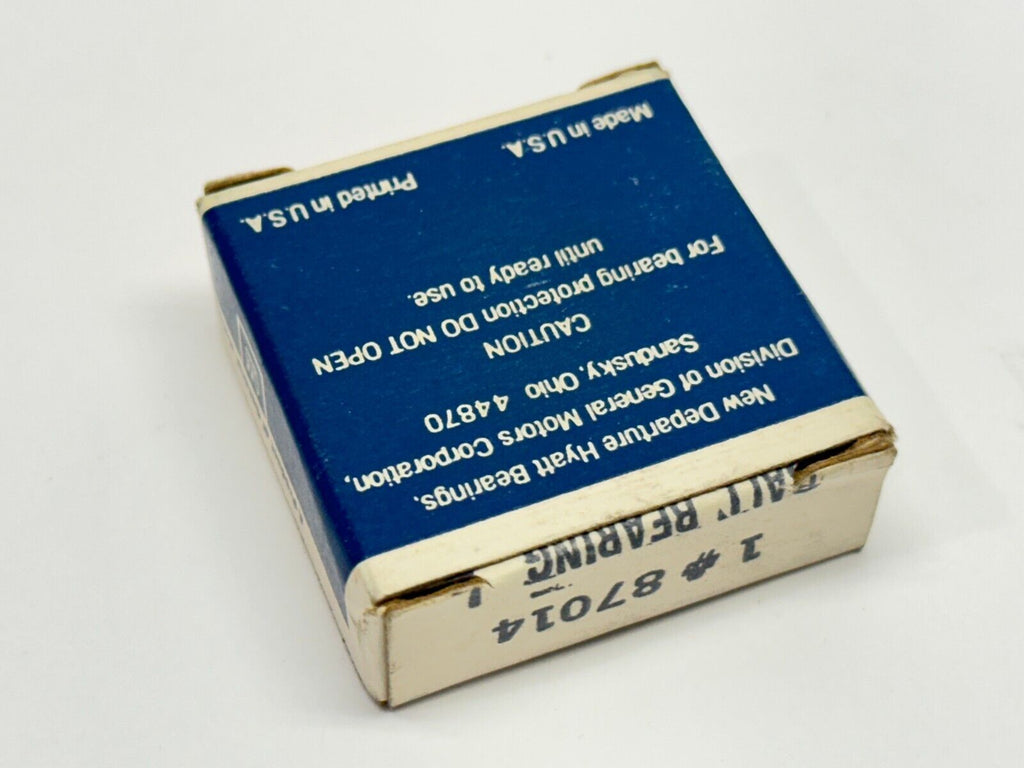 New Departure Hyatt Bearings,
Division of General Motors Corporation,
Sandusky, Ohio 44870
CAUTION
For bearing protection DO NOT OPEN
until ready to use.
Printed in U.S.A.
Made in U.S.A.
1 # 87014
BALL BEARING